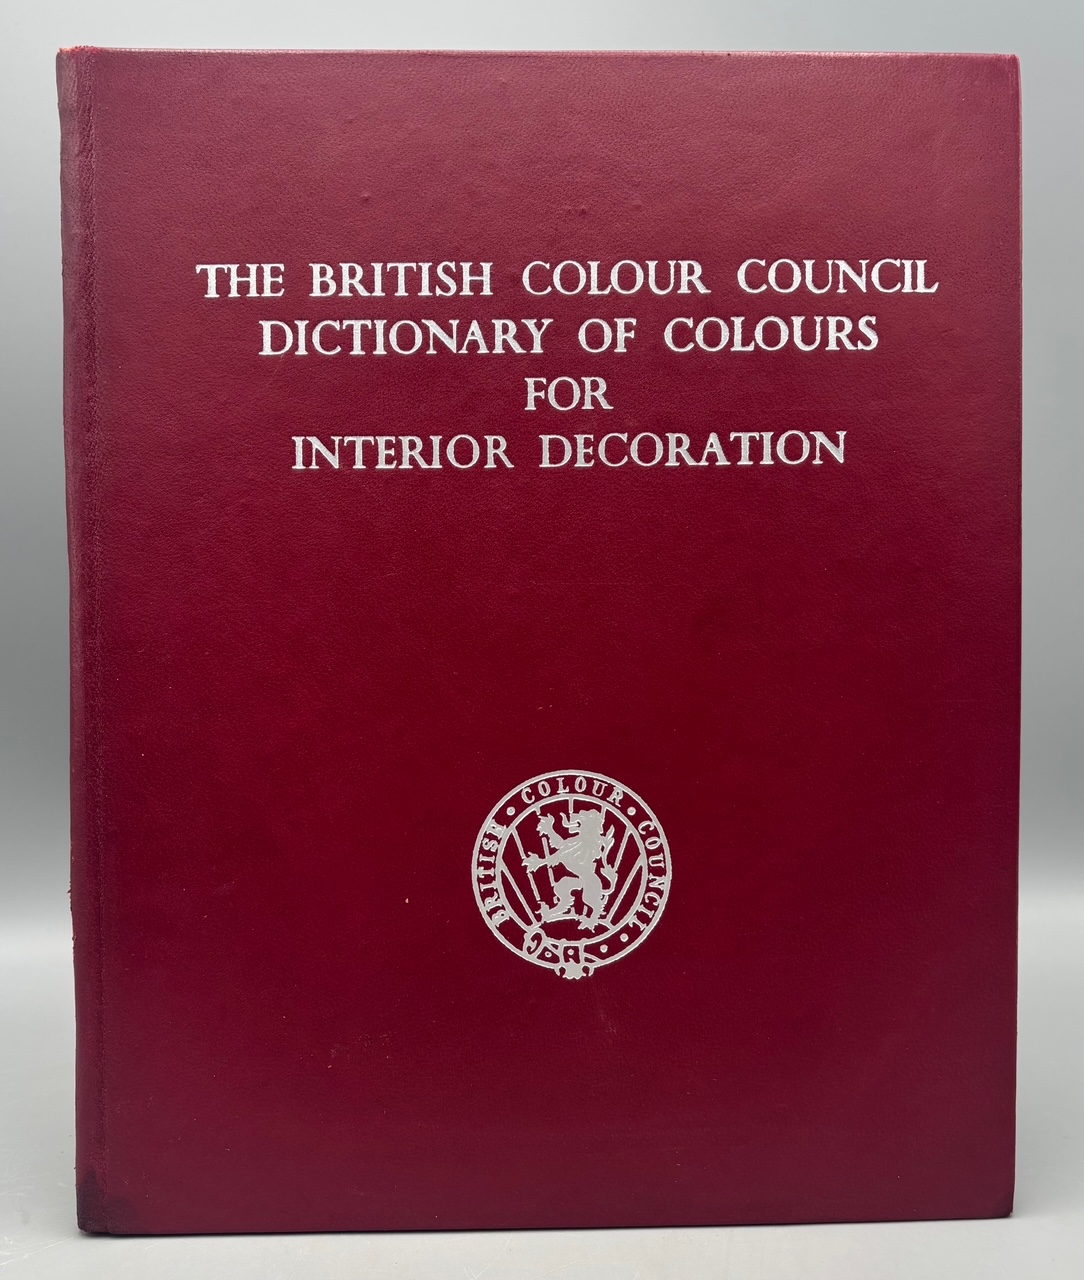 THE BRITISH COLOUR COUNCIL
DICTIONARY OF COLOURS
FOR
INTERIOR DECORATION
BRITISH · COLOUR · COUNCIL